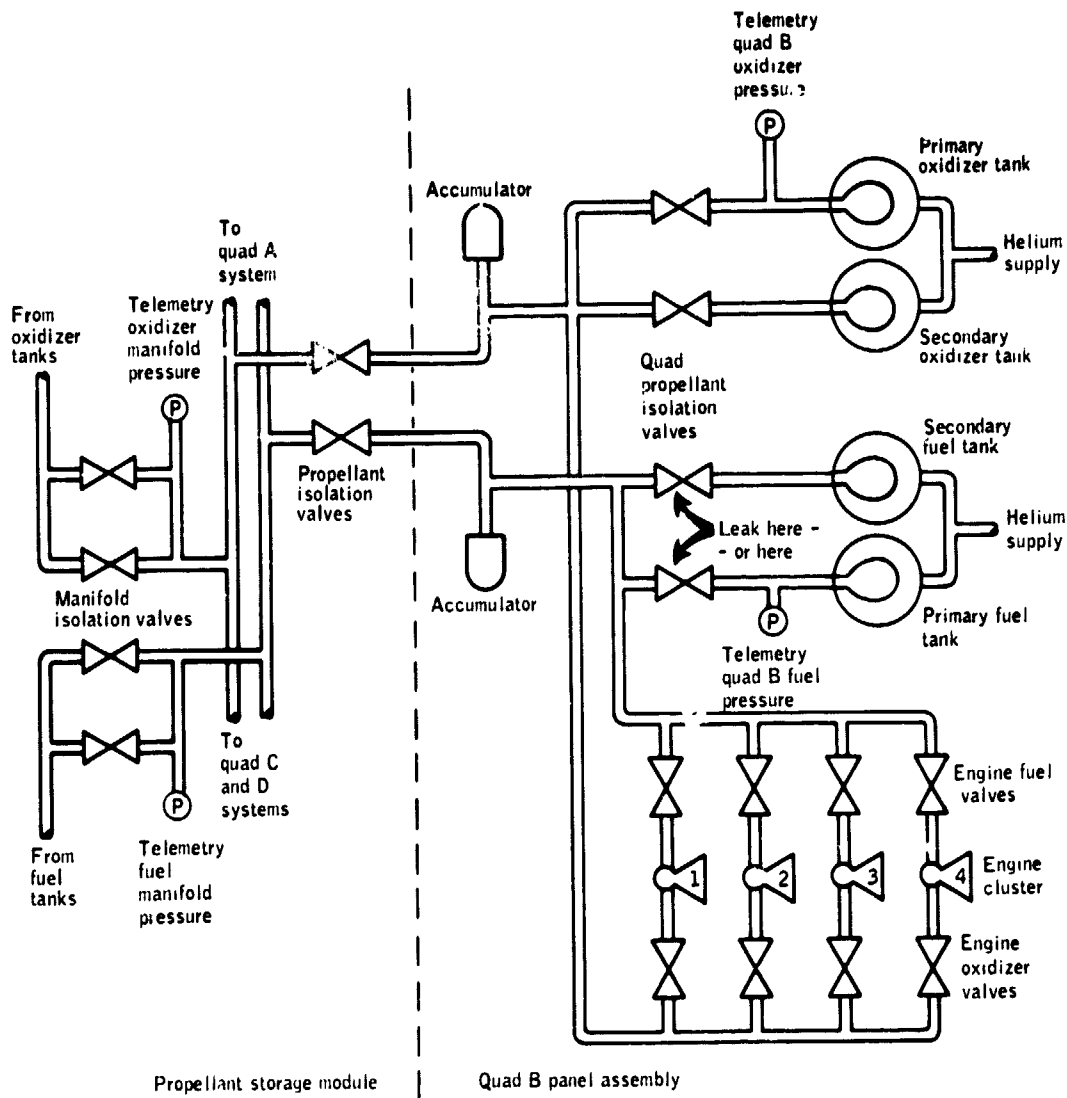 Telemetry
quad B
oxidizer
pressure
P
Primary
oxidizer tank
Accumulator
To
quad A
system
Helium
supply
From
oxidizer
tanks
Telemetry
oxidizer
manifold
pressure
P
Secondary
oxidizer tank
Quad
propellant
isolation
valves
Secondary
fuel tank
Propellant
isolation
valves
Leak here -
- or here
Helium
supply
Manifold
isolation valves
Accumulator
P
Primary fuel
tank
Telemetry
quad B fuel
pressure
To
quad C
and D
systems
Engine fuel
valves
P
From
fuel
tanks
Telemetry
fuel
manifold
pressure
1
2
3
4
Engine
cluster
Engine
oxidizer
valves
Propellant storage module
Quad B panel assembly